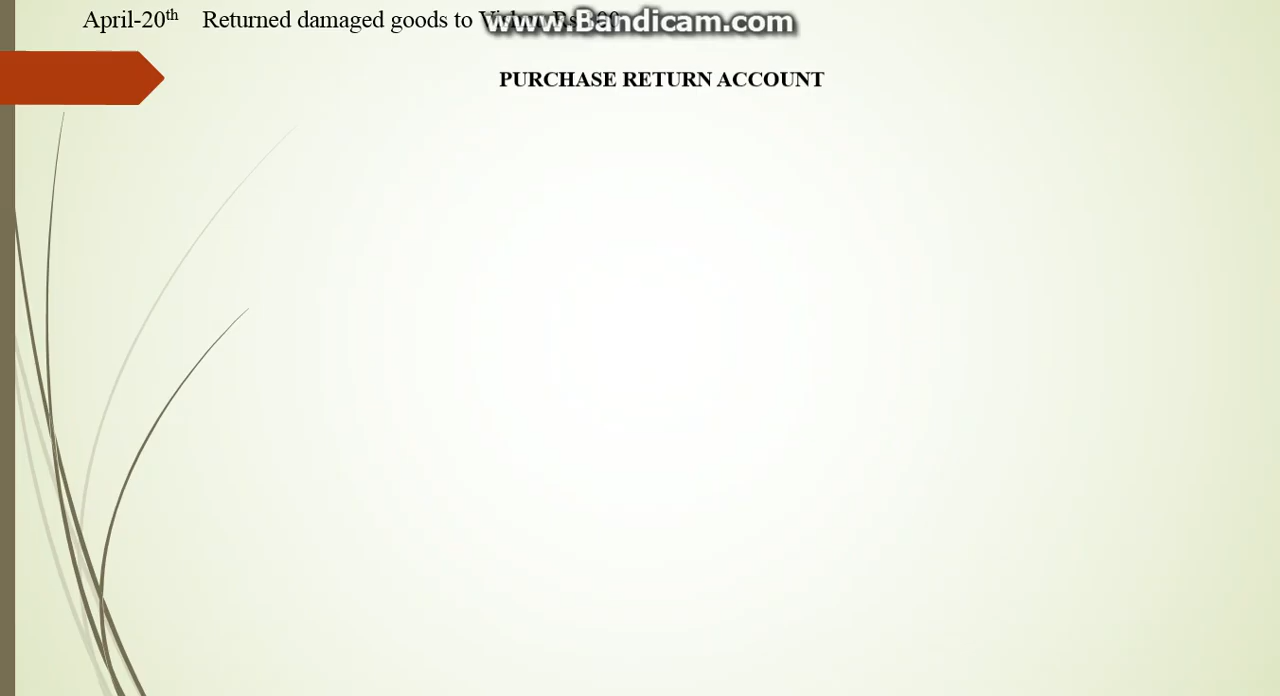 April-20th Returned damaged goods to
www.Bandicam.com
PURCHASE RETURN ACCOUNT